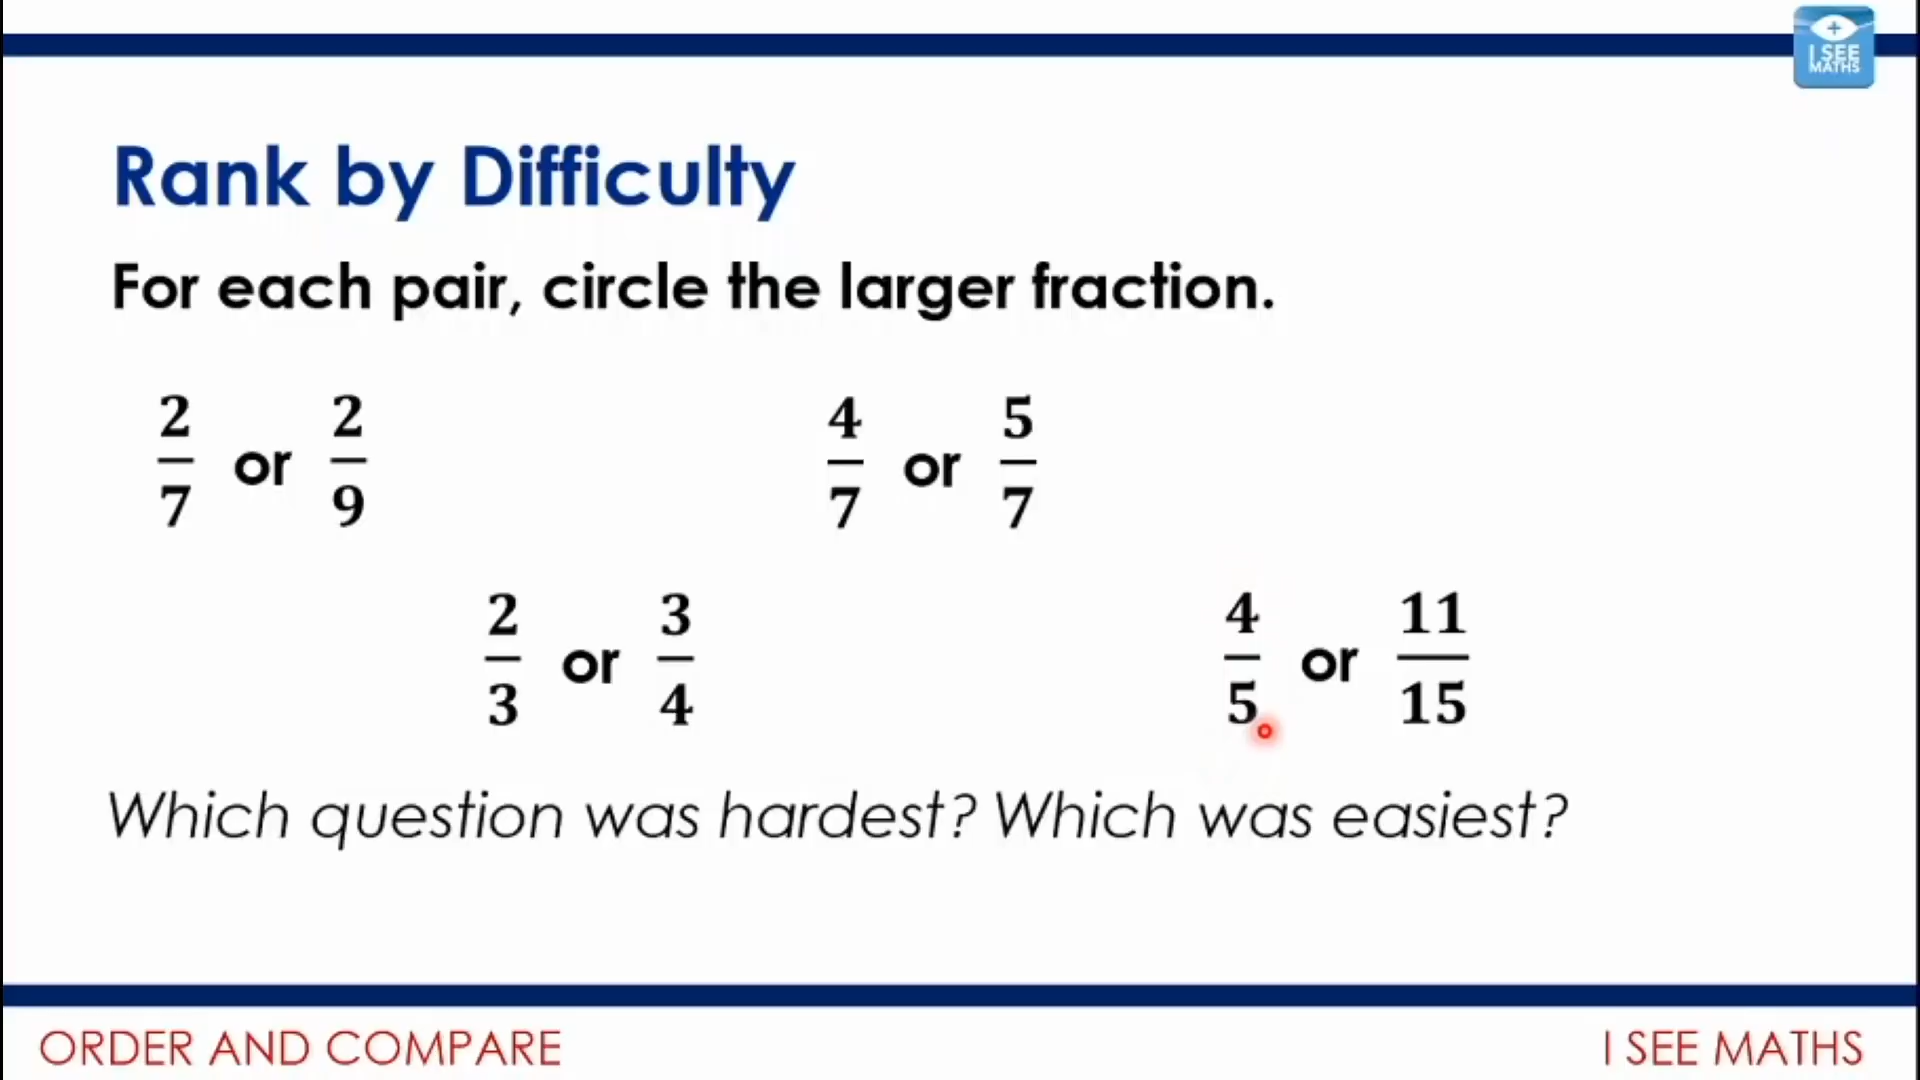 I SEE
MATHS
Rank by Difficulty
For each pair, circle the larger fraction.
2/7 or 2/9
4/7 or 5/7
2/3 or 3/4
4/5 or 11/15
Which question was hardest? Which was easiest?
ORDER AND COMPARE
I SEE MATHS